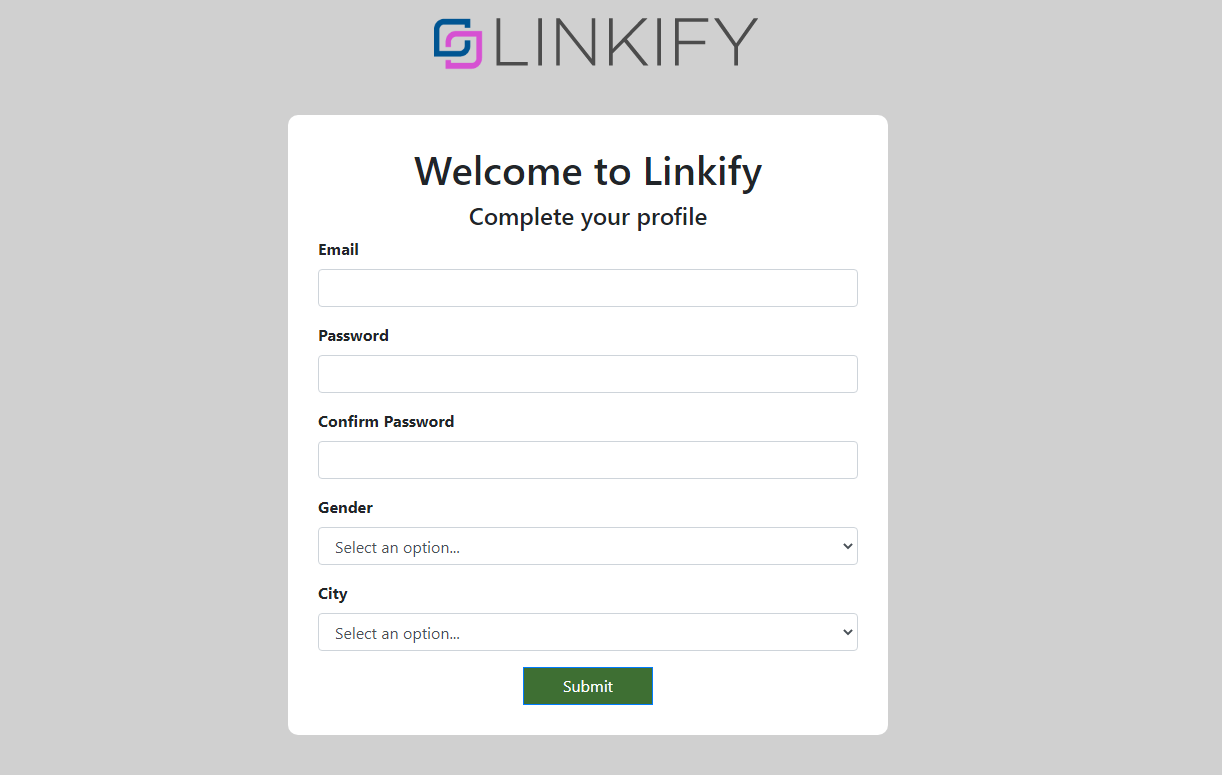 LINKIFY
Welcome to Linkify
Complete your profile
Email
Password
Confirm Password
Gender
Select an option...
City
Select an option...
Submit